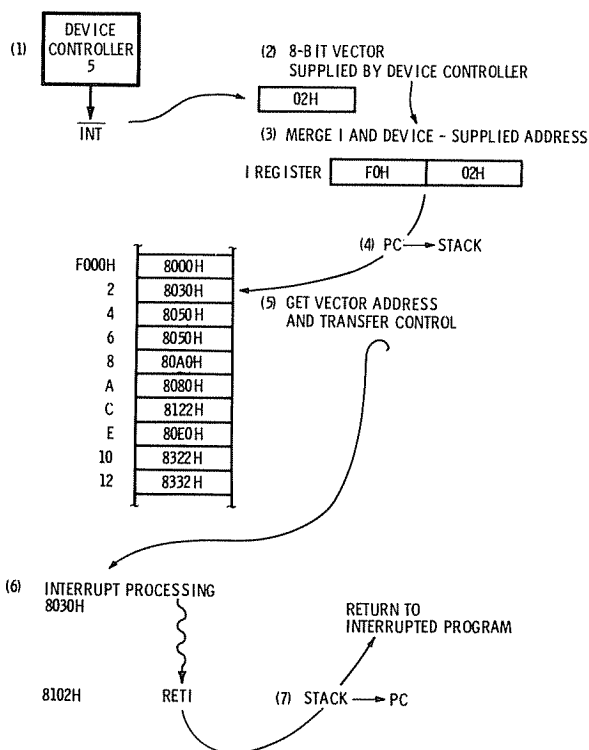 (1) DEVICE
CONTROLLER
5
INT
(2) 8-BIT VECTOR
SUPPLIED BY DEVICE CONTROLLER
02H
(3) MERGE I AND DEVICE - SUPPLIED ADDRESS
I REGISTER F0H 02H
(4) PC STACK
F000H 8000H
2 8030H
4 8050H
6 8050H
8 80A0H
A 8080H
C 8122H
E 80E0H
10 8322H
12 8332H
(5) GET VECTOR ADDRESS
AND TRANSFER CONTROL
(6) INTERRUPT PROCESSING
8030H
RETURN TO
INTERRUPTED PROGRAM
8102H RETI
(7) STACK PC